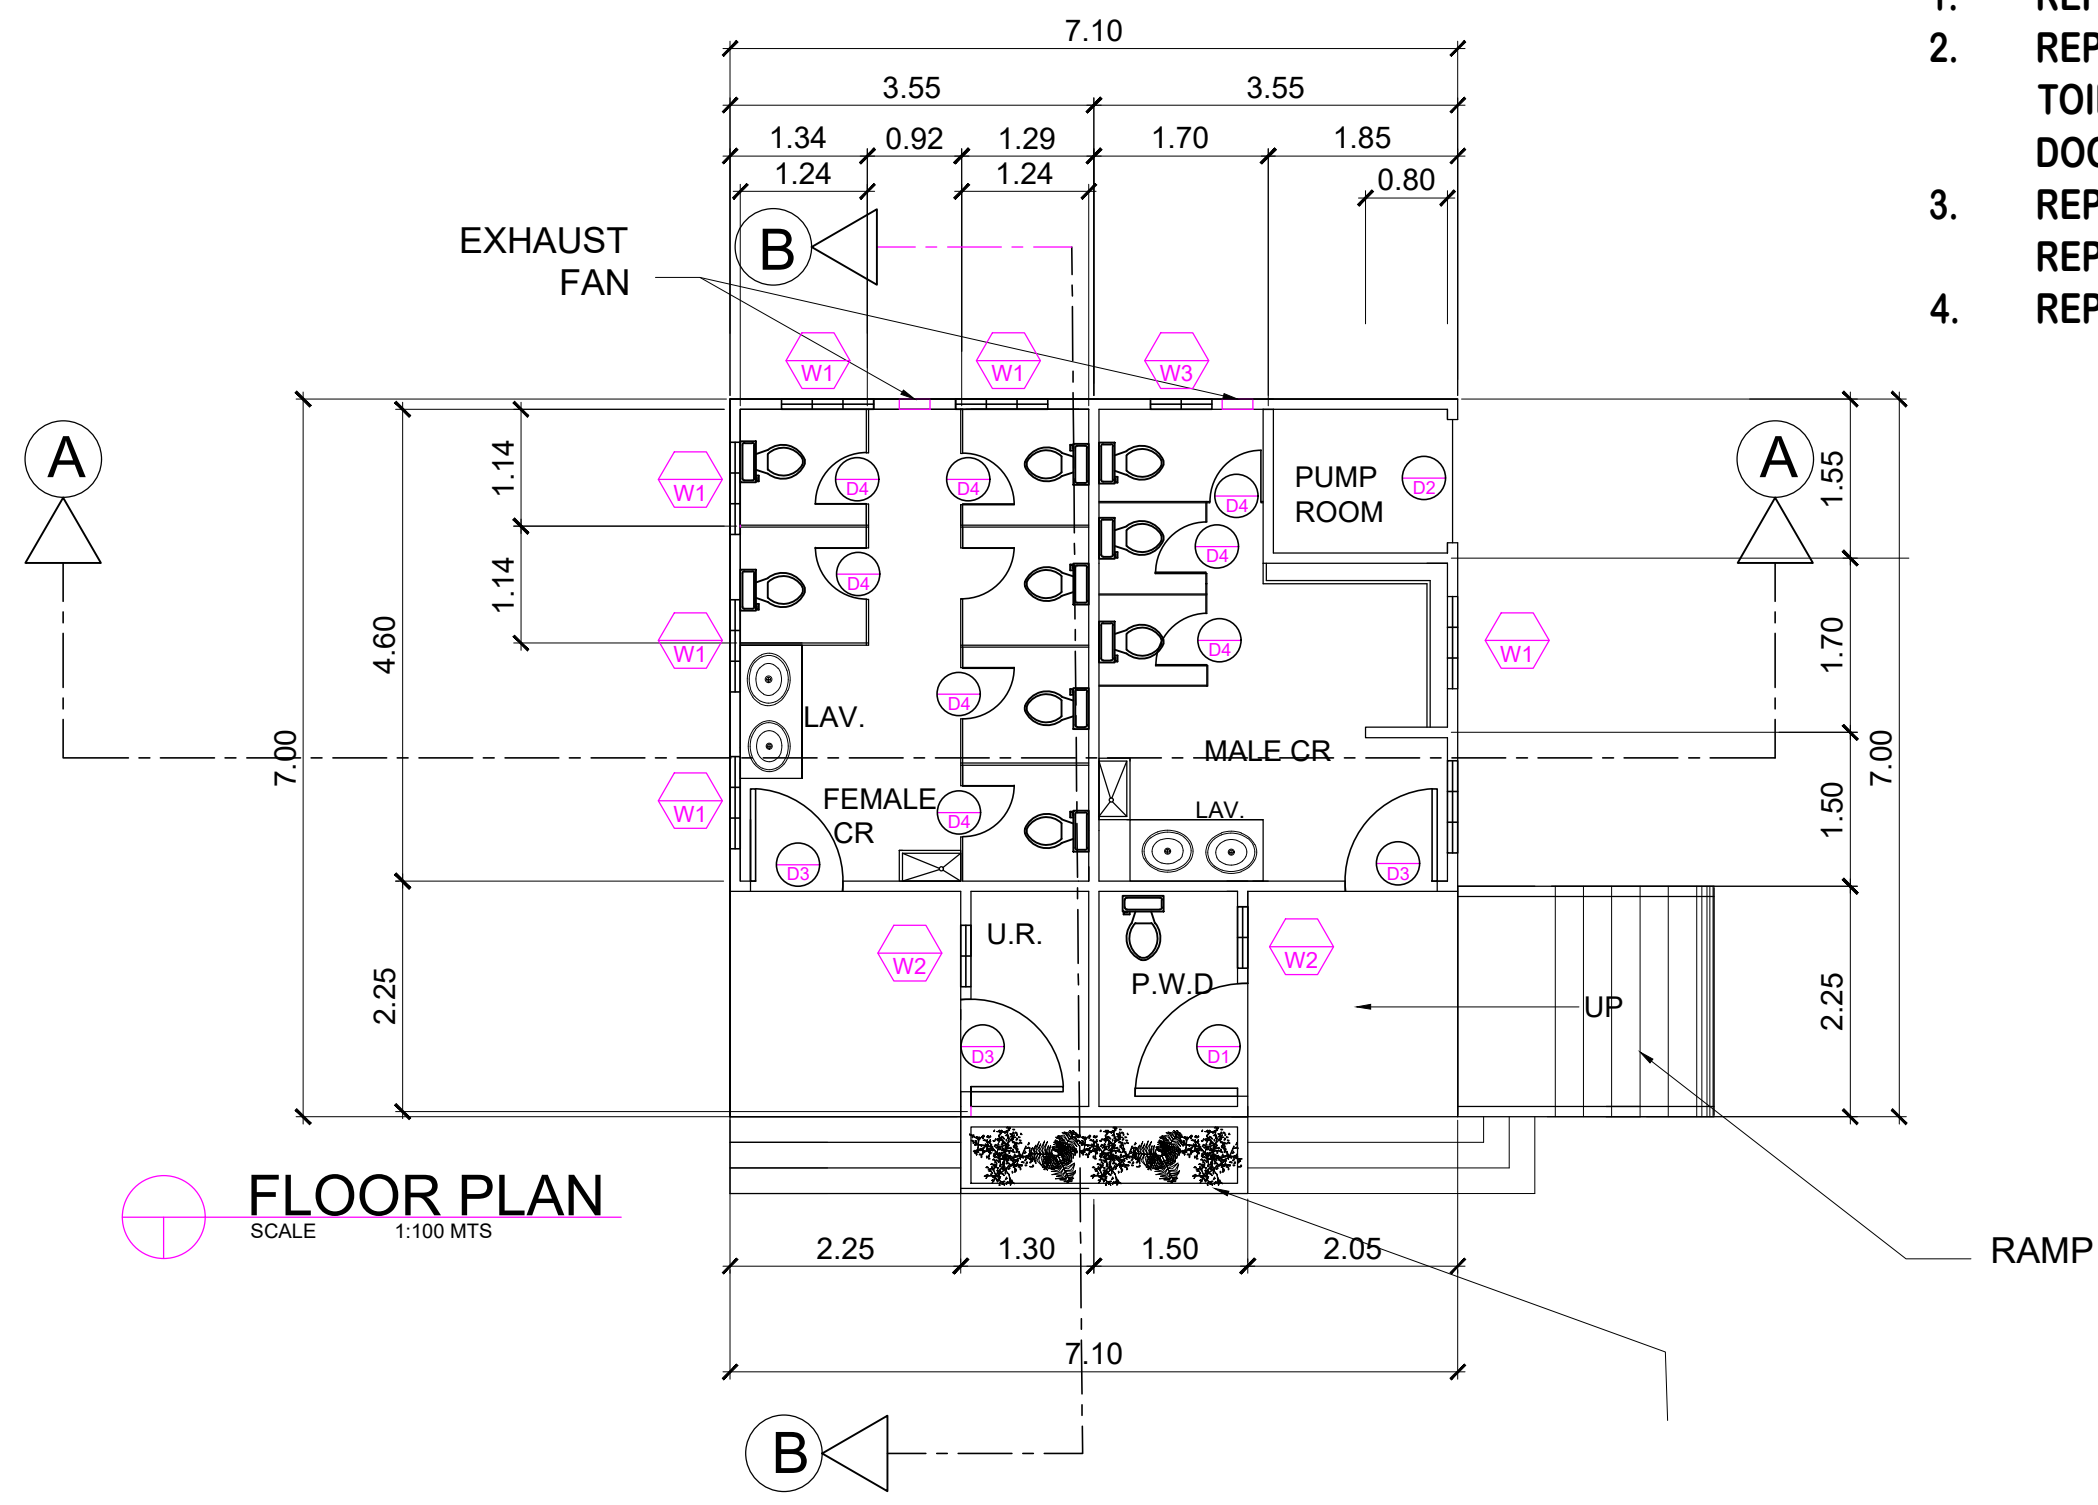 7.10
3.55
3.55
1.34
0.92
1.29
1.70
1.85
1.24
1.24
0.80
2.
TOI
3.
4.
EXHAUST
FAN
B
W1
W1
W3
A
A
1.14
1.14
4.60
7.00
2.25
W1
W1
W1
W1
D4
D4
D4
D4
D4
D4
D4
D4
PUMP
ROOM
D2
1.55
1.70
1.50
2.25
7.00
LAV.
MALE CR
LAV.
FEMALE
CR
D3
D3
W2
U.R.
P.W.D
W2
UP
D3
D1
FLOOR PLAN
SCALE 1:100 MTS
2.25
1.30
1.50
2.05
RAMP
7.10
B